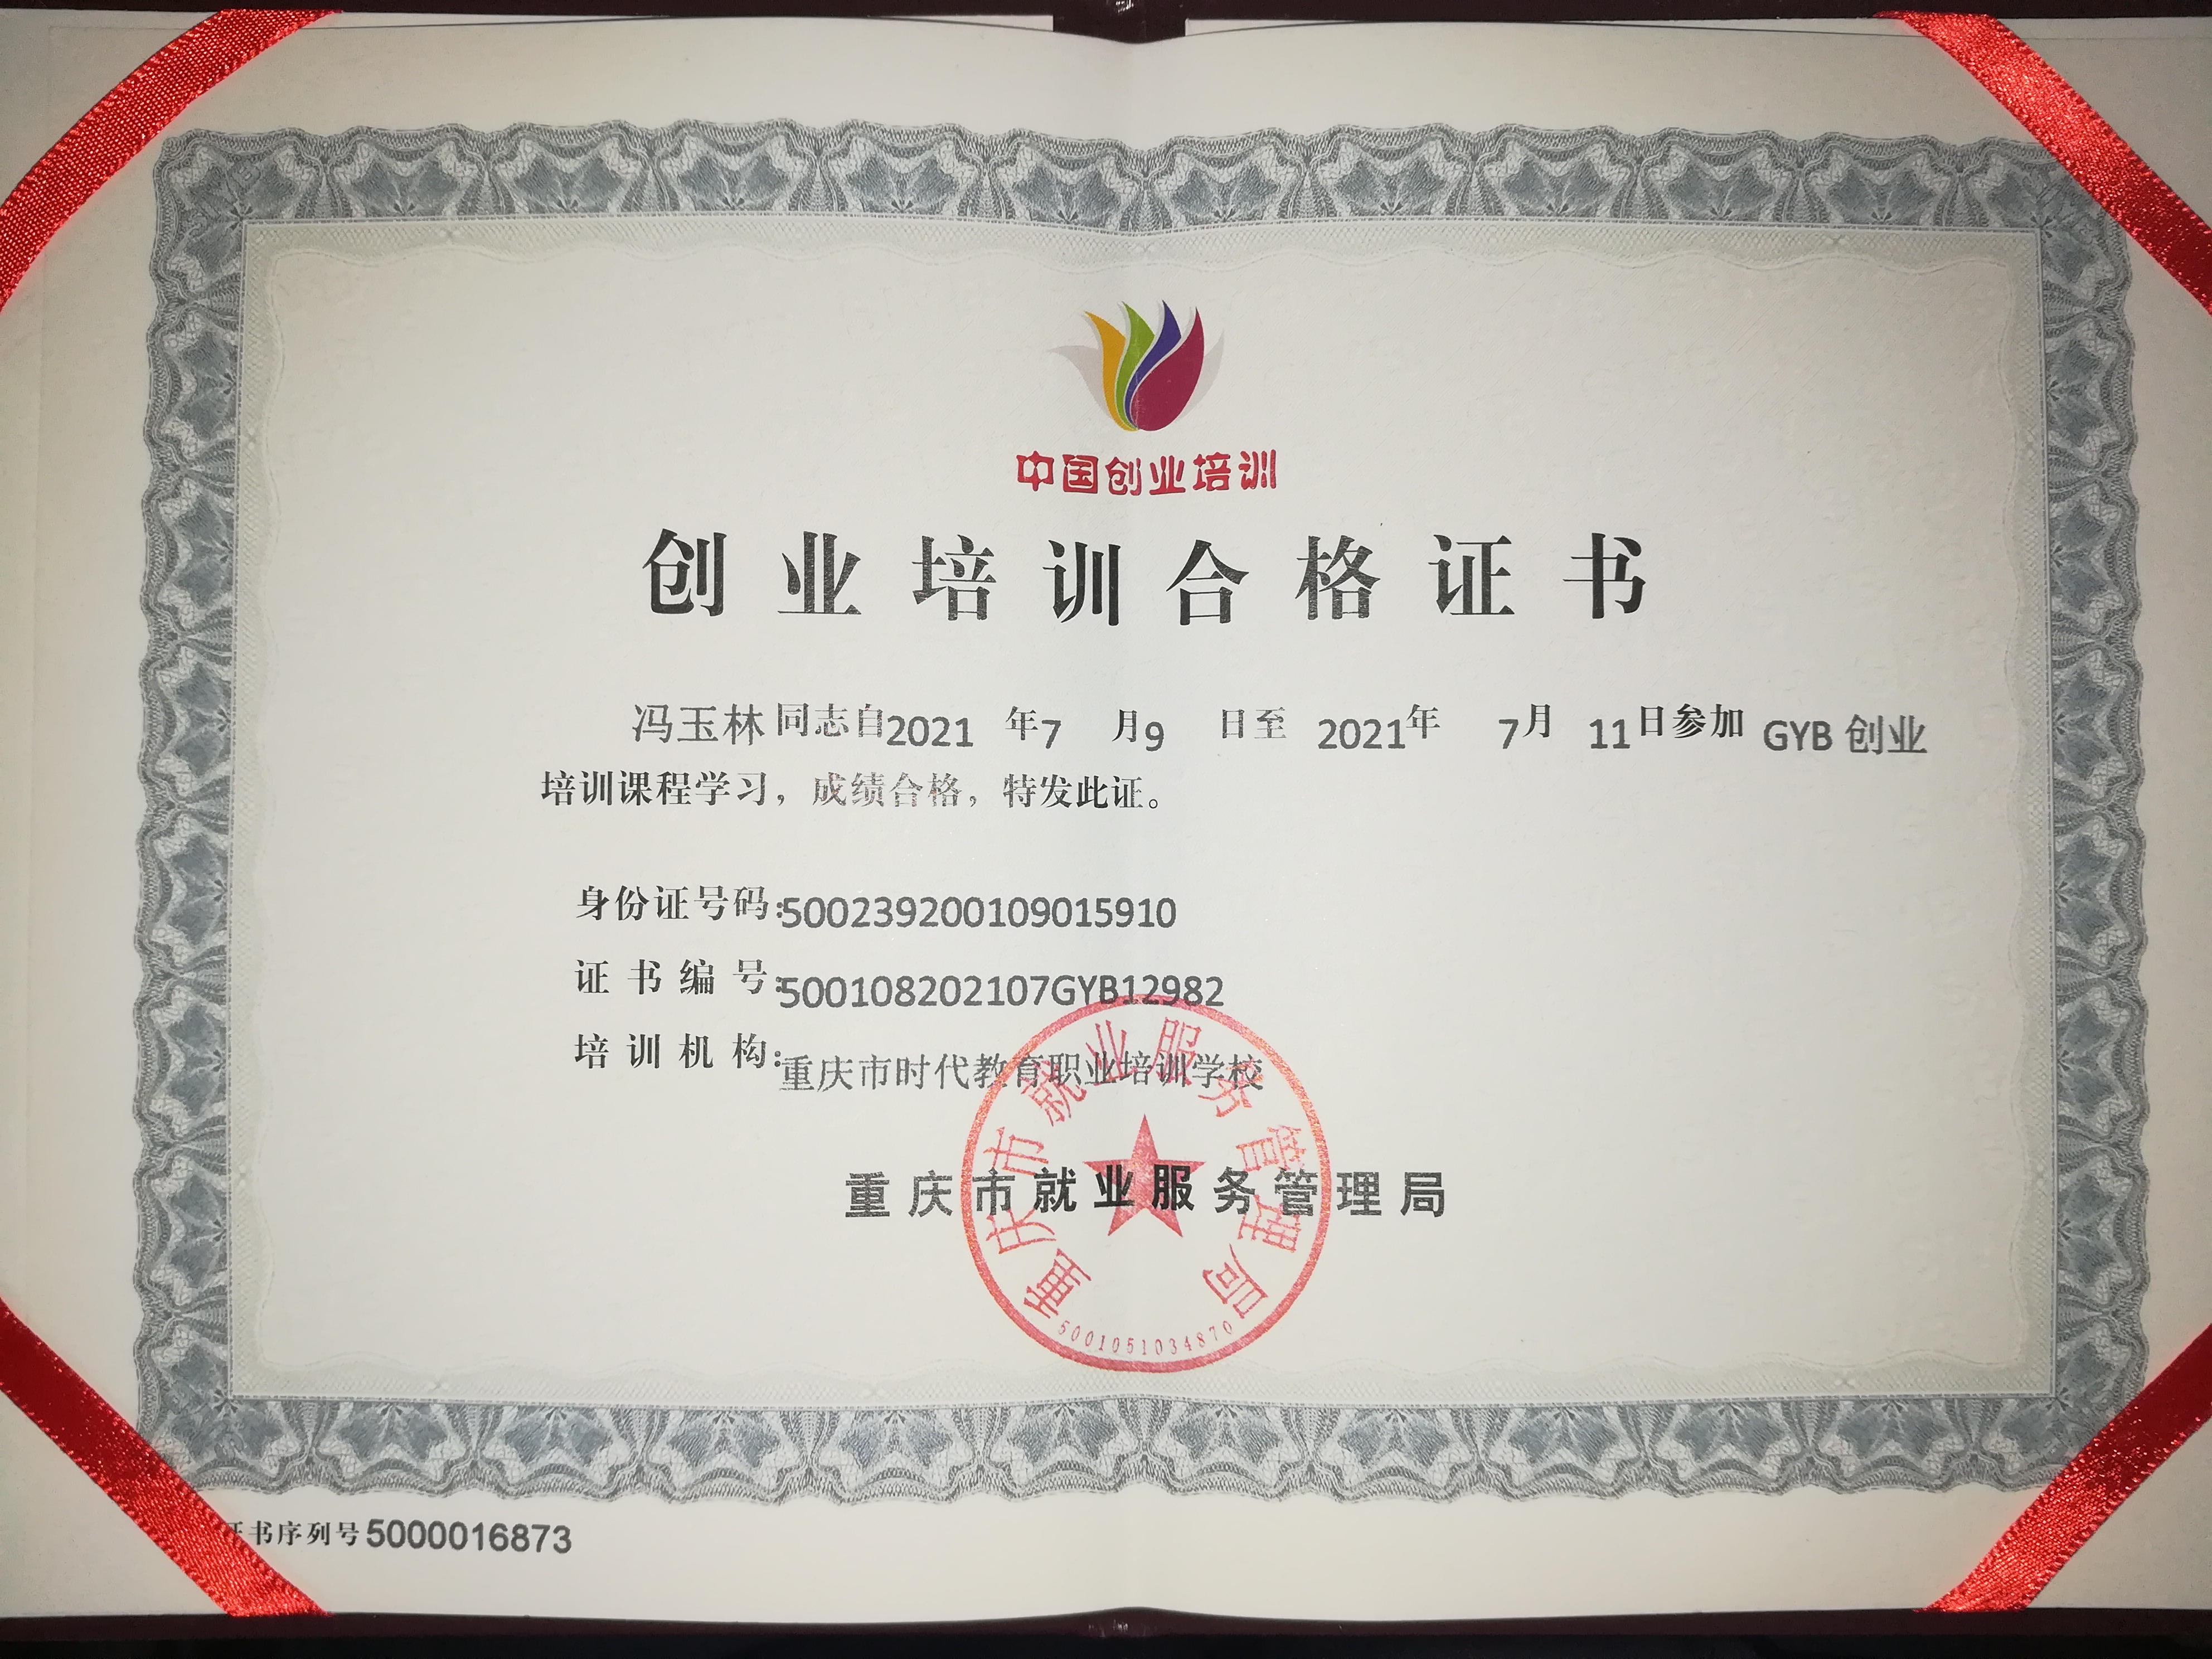 中国创业培训
创业培训合格证书
冯玉林同志自2021 年7 月9 日至 2021年 7月 11日参加 GYB 创业
培训课程学习，成绩合格，特发此证。
身份证号码:500239200109015910
证书编号:500108202107GYB12982
培训机构:重庆市时代教育职业培训学校
重庆市就业服务管理局
重庆市就业服务管理局
5001051034870
证书序列号5000016873